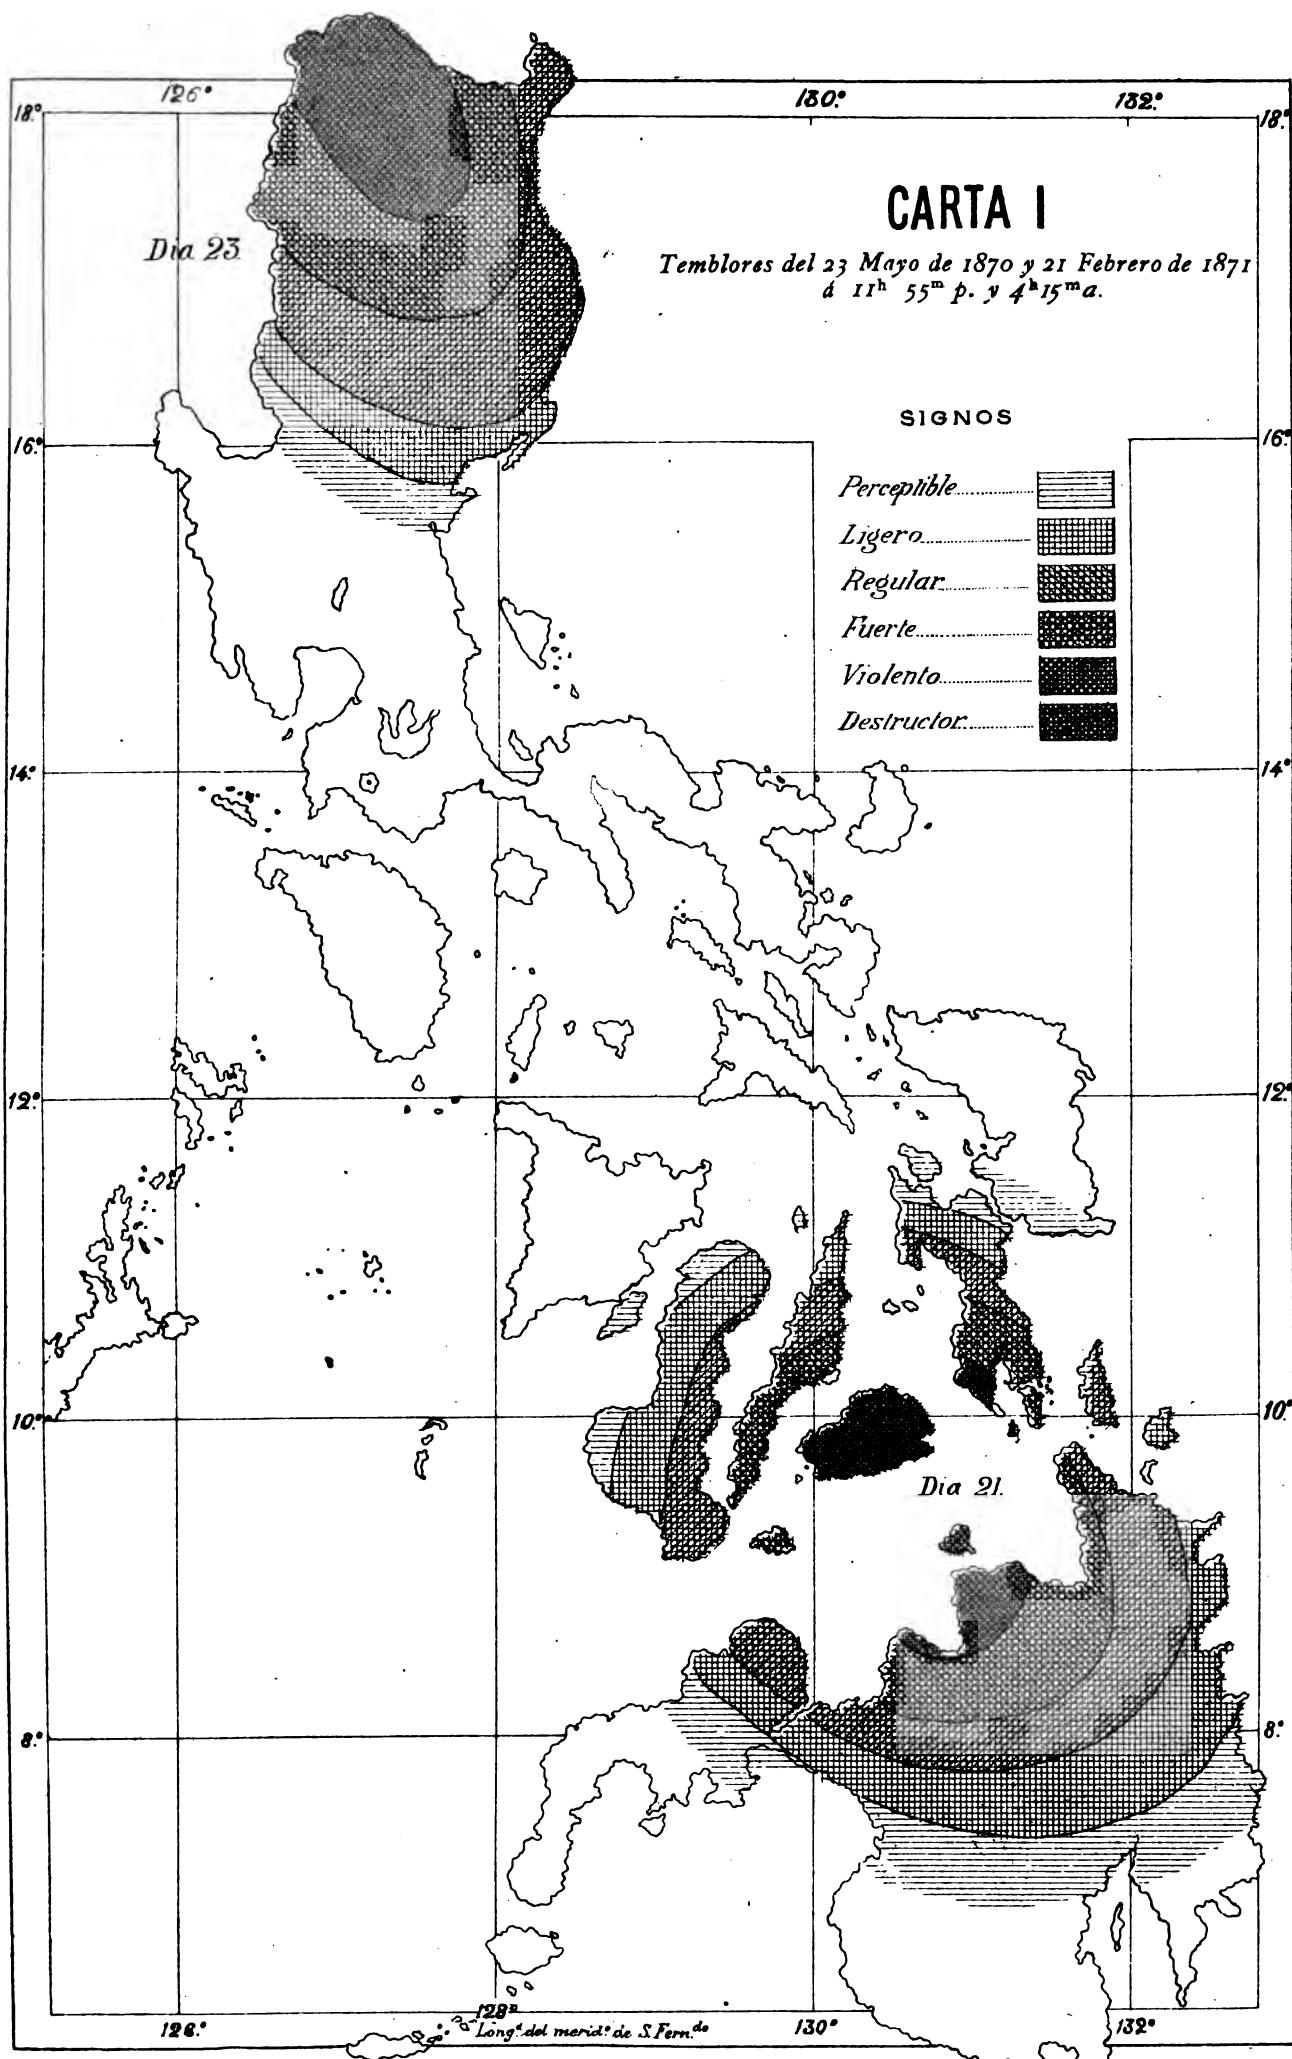 126° 130° 132°
18° 18°
CARTA I
Dia 23.
Temblores del 23 Mayo de 1870 y 21 Febrero de 1871
á 11h 55m p. y 4h 15m a.
SIGNOS
16° 16°
Perceptible
Ligero
Regular
Fuerte
Violento
Destructor
14° 14°
12° 12°
10° 10°
Dia 21.
8° 8°
128°
126° Longd. del merido. de S. Fern.do 130° 132°